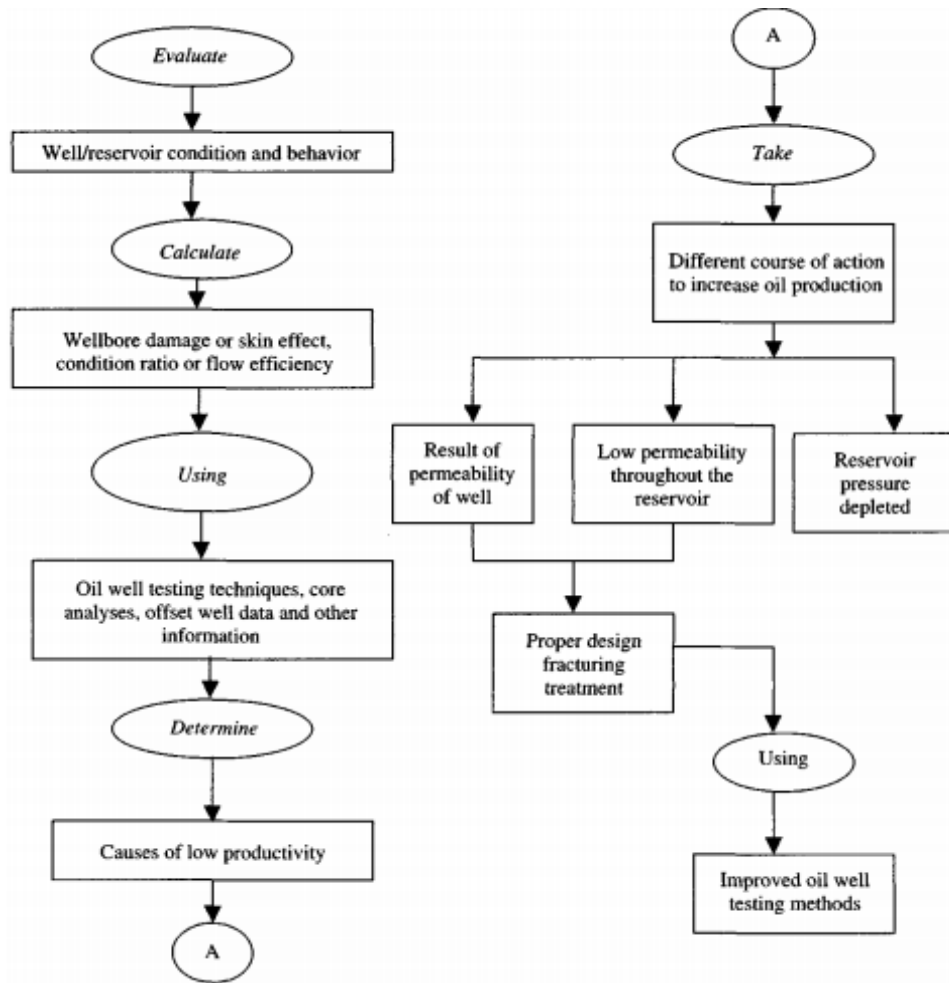 Evaluate
Well/reservoir condition and behavior
Calculate
Wellbore damage or skin effect,
condition ratio or flow efficiency
Using
Oil well testing techniques, core
analyses, offset well data and other
information
Determine
Causes of low productivity
A
A
Take
Different course of action
to increase oil production
Result of
permeability
of well
Low permeability
throughout the
reservoir
Reservoir
pressure
depleted
Proper design
fracturing
treatment
Using
Improved oil well
testing methods